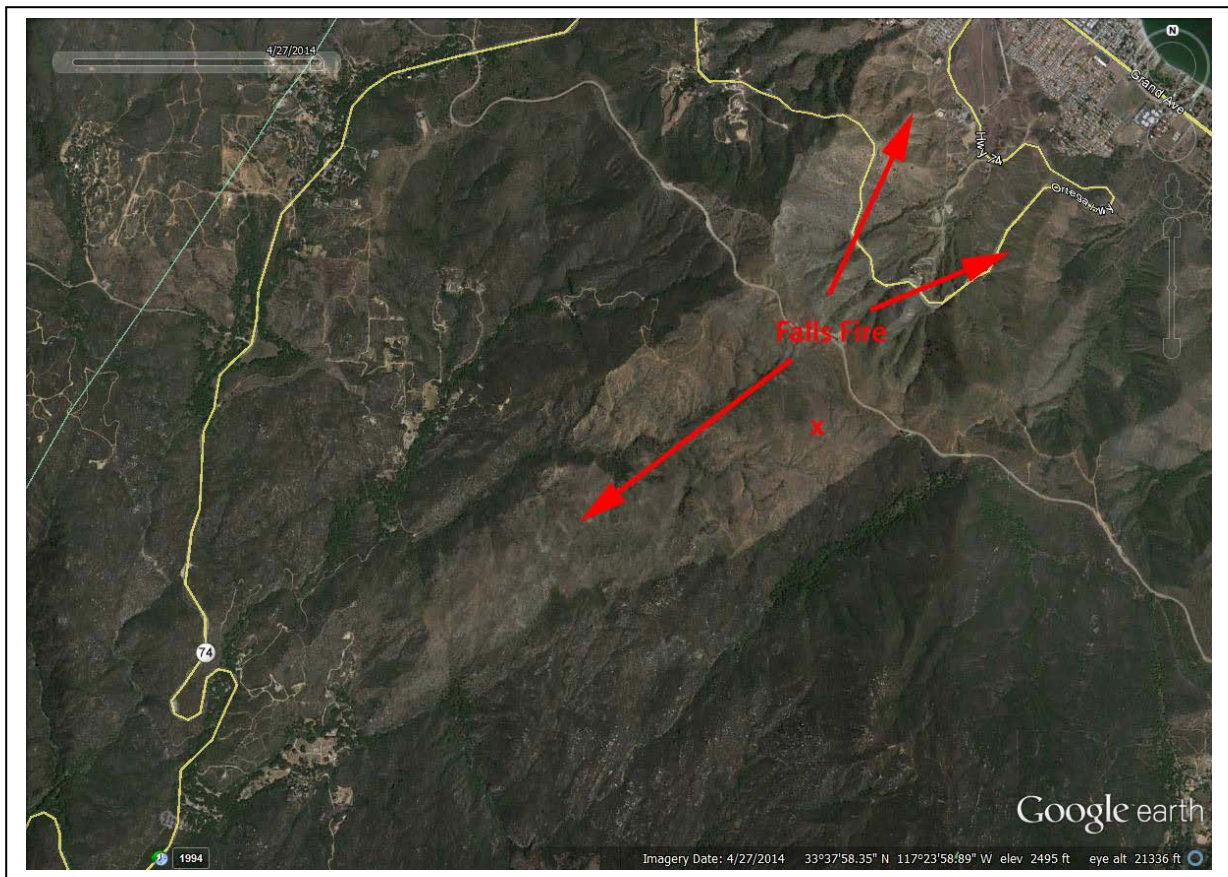 4/27/2014
N
Grand Ave
Hwy 74
Ortega Hwy
Falls Fire
x
74
Google earth
1994
Imagery Date: 4/27/2014 33°37'58.35" N 117°23'58.89" W elev 2495 ft eye alt 21336 ft